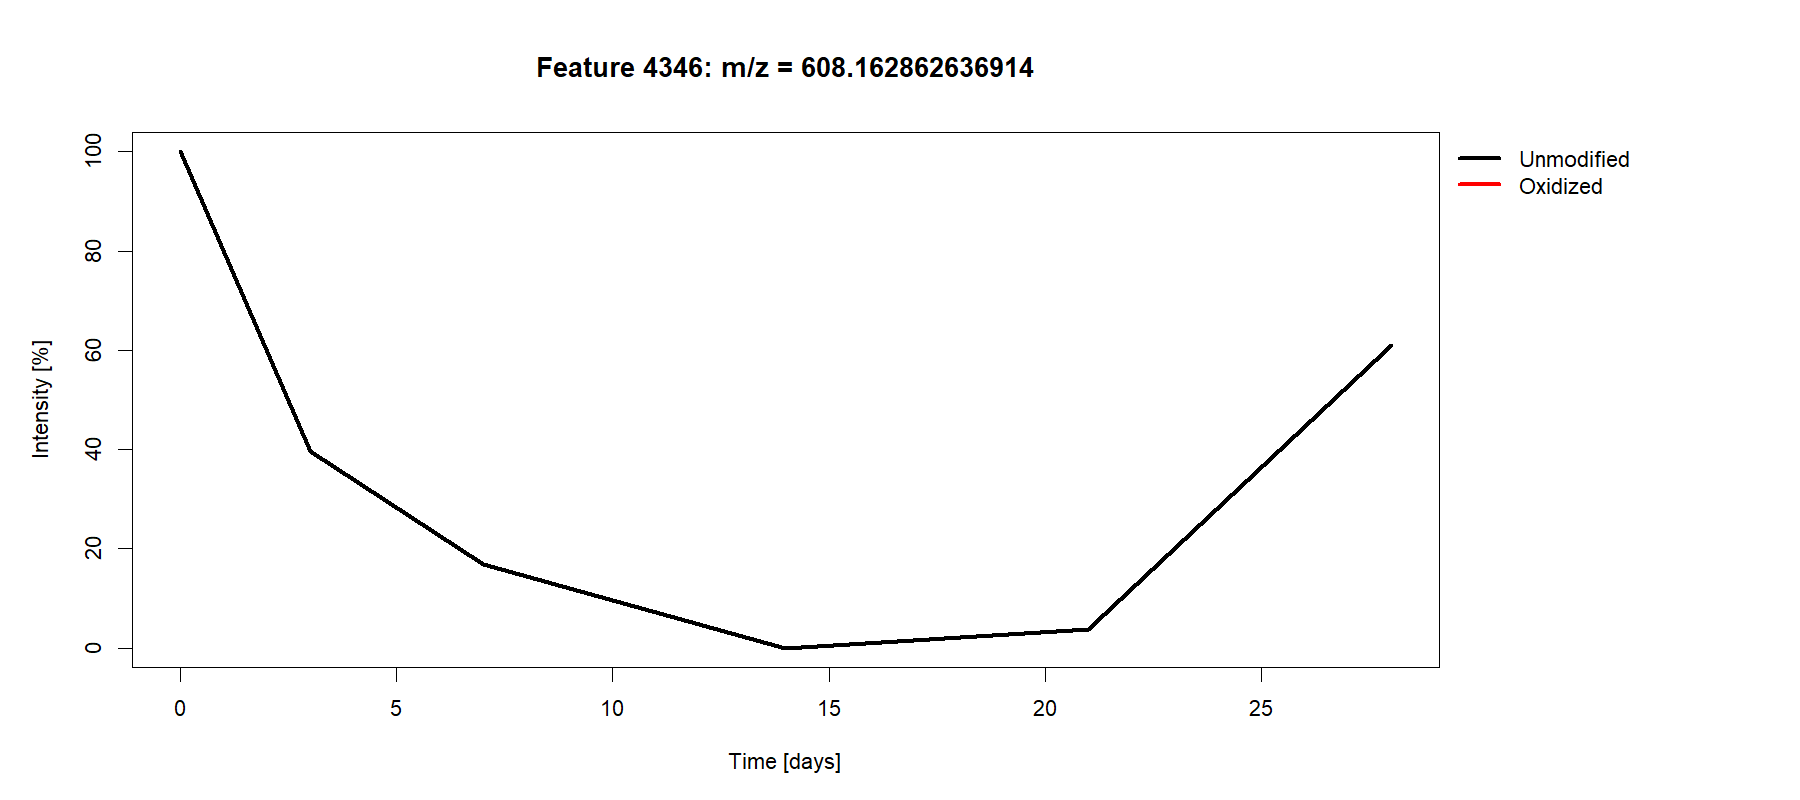 Feature 4346: m/z = 608.162862636914
Unmodified
Oxidized
Intensity [%]
100
80
60
40
20
0
0 5 10 15 20 25
Time [days]